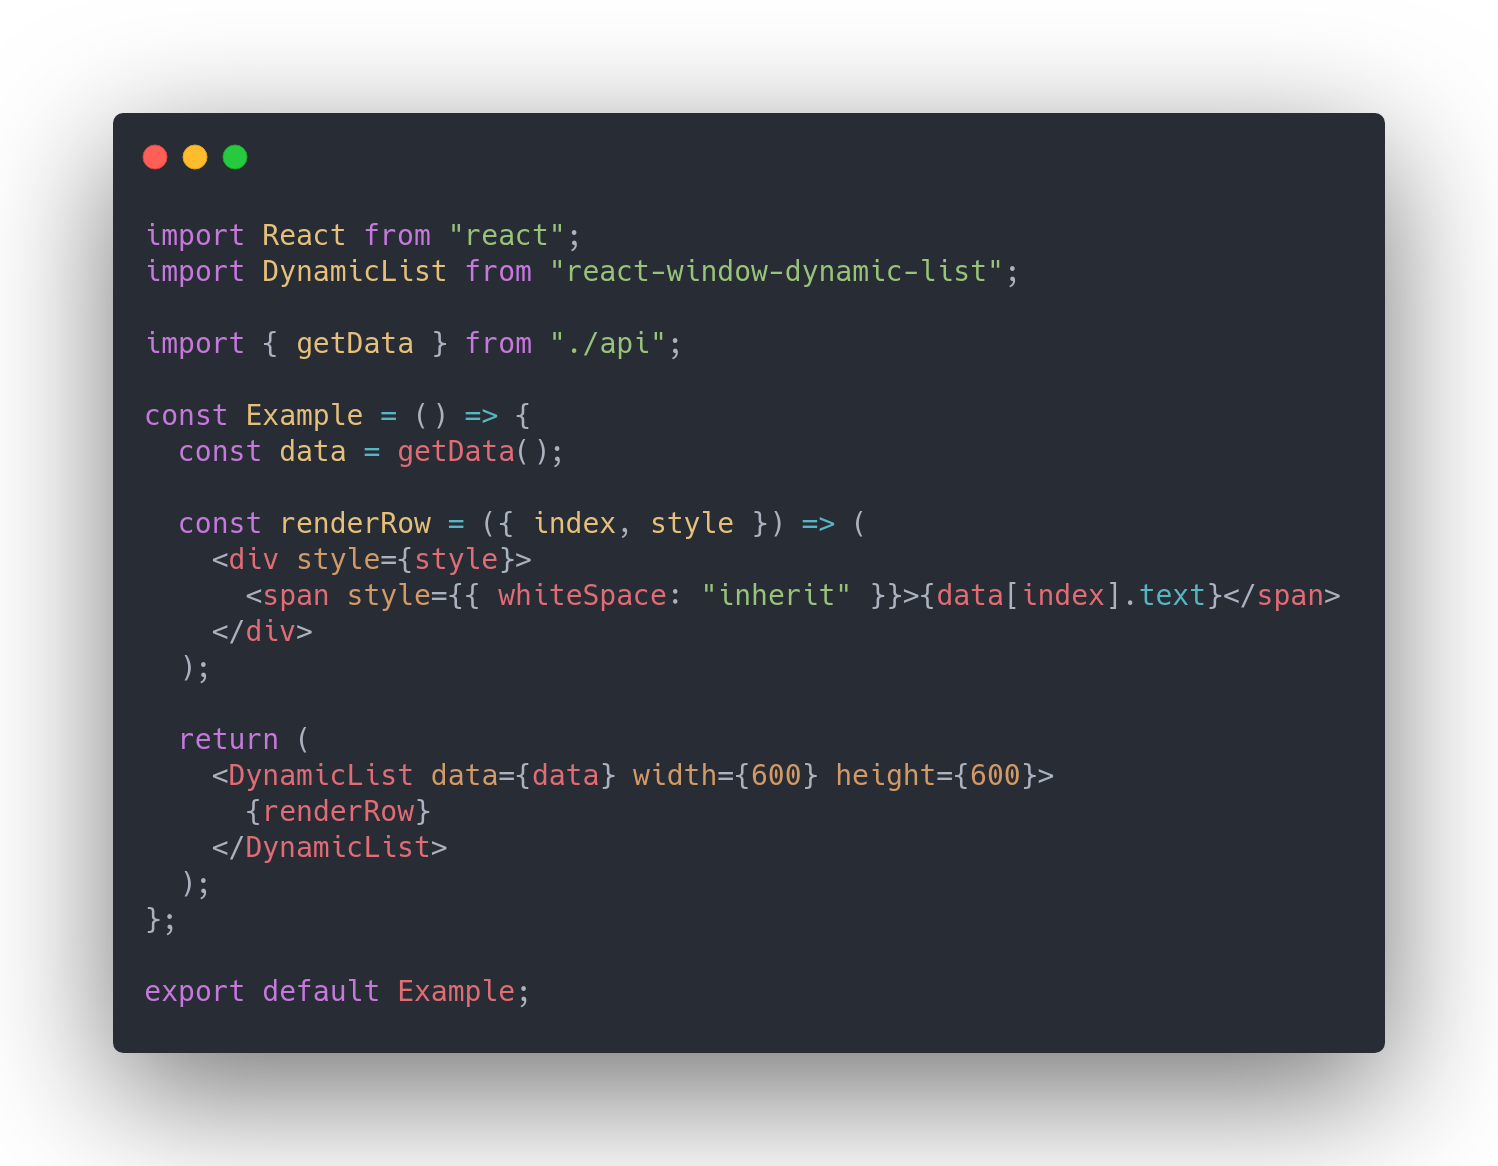 import React from "react";
import DynamicList from "react-window-dynamic-list";

import { getData } from "./api";

const Example = () => {
  const data = getData();

  const renderRow = ({ index, style }) => (
    <div style={style}>
      <span style={{ whiteSpace: "inherit" }}>{data[index].text}</span>
    </div>
  );

  return (
    <DynamicList data={data} width={600} height={600}>
      {renderRow}
    </DynamicList>
  );
};

export default Example;